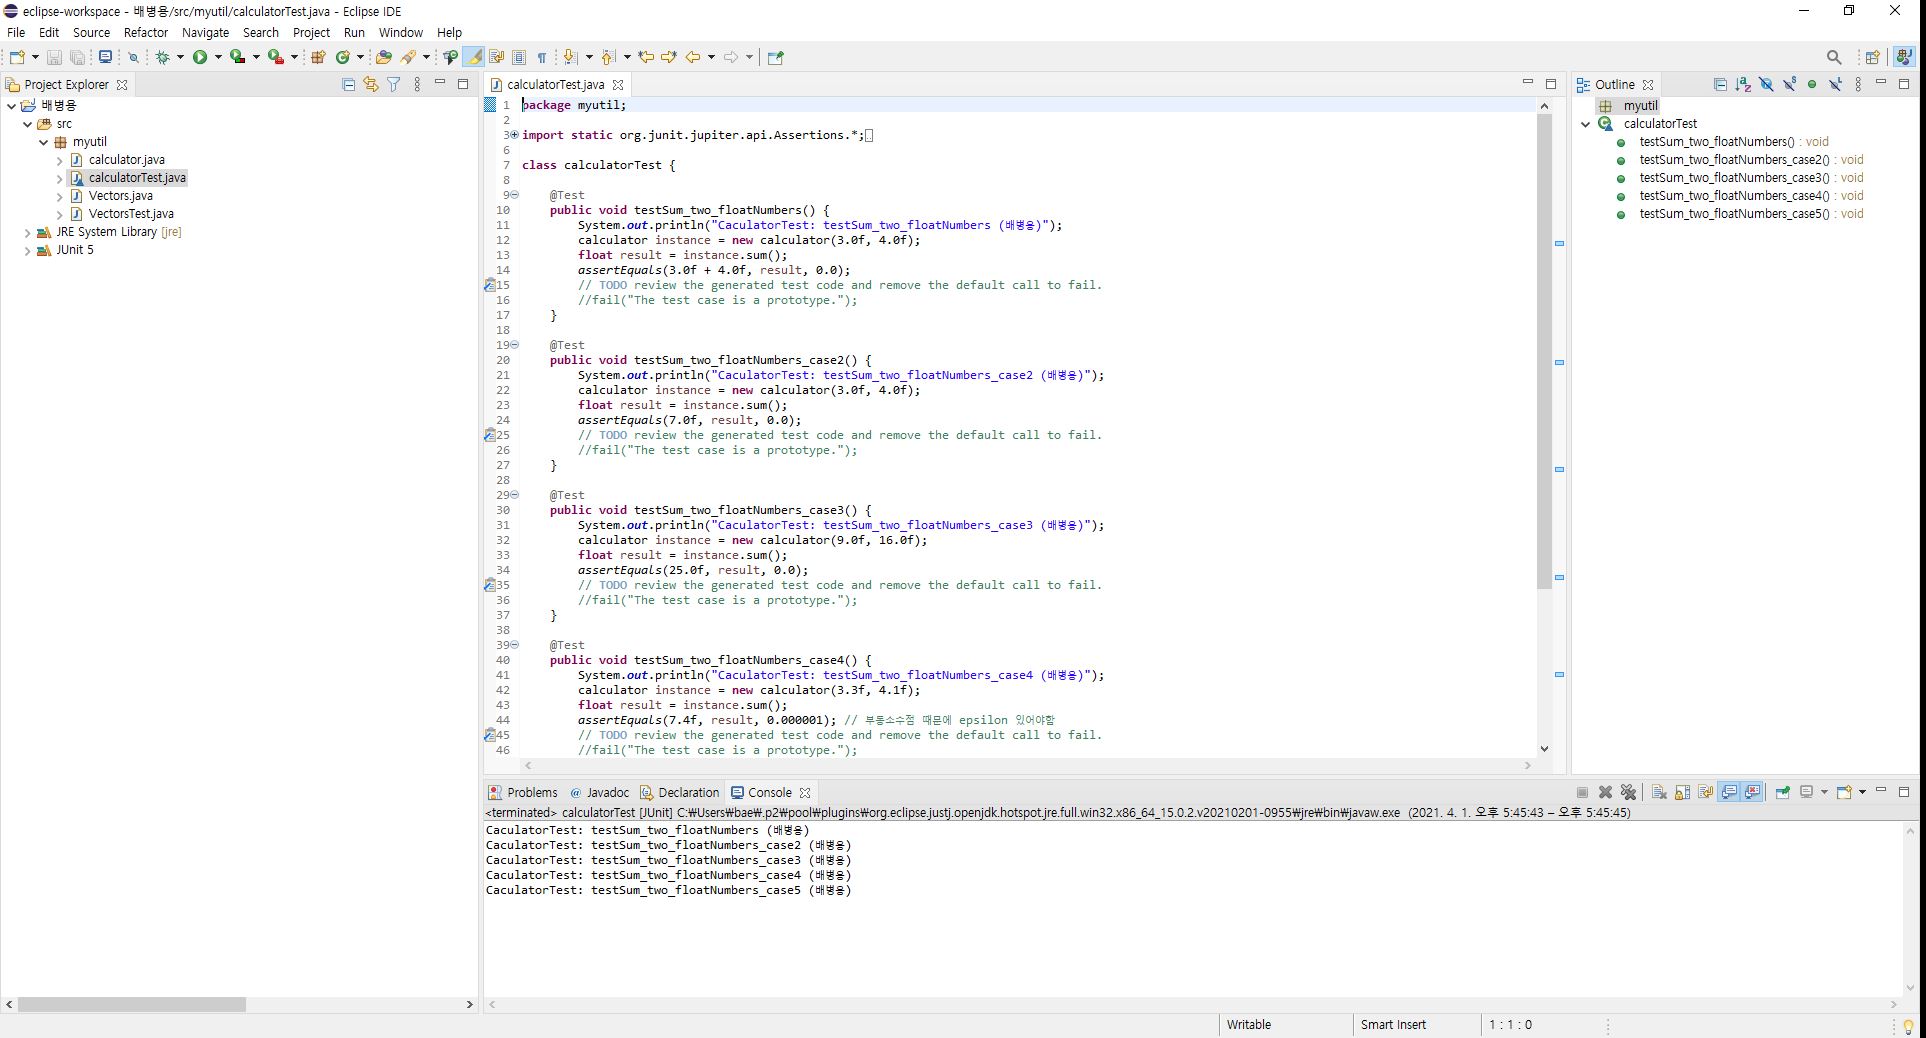 eclipse-workspace - 배병용/src/myutil/calculatorTest.java - Eclipse IDE
File Edit Source Refactor Navigate Search Project Run Window Help
Project Explorer
배병용
src
myutil
calculator.java
calculatorTest.java
Vectors.java
VectorsTest.java
JRE System Library [jre]
JUnit 5
calculatorTest.java
1 package myutil;
2
3 import static org.junit.jupiter.api.Assertions.*;
6
7 class calculatorTest {
8
9 @Test
10 public void testSum_two_floatNumbers() {
11 System.out.println("CaculatorTest: testSum_two_floatNumbers (배병용)");
12 calculator instance = new calculator(3.0f, 4.0f);
13 float result = instance.sum();
14 assertEquals(3.0f + 4.0f, result, 0.0);
15 // TODO review the generated test code and remove the default call to fail.
16 //fail("The test case is a prototype.");
17 }
18
19 @Test
20 public void testSum_two_floatNumbers_case2() {
21 System.out.println("CaculatorTest: testSum_two_floatNumbers_case2 (배병용)");
22 calculator instance = new calculator(3.0f, 4.0f);
23 float result = instance.sum();
24 assertEquals(7.0f, result, 0.0);
25 // TODO review the generated test code and remove the default call to fail.
26 //fail("The test case is a prototype.");
27 }
28
29 @Test
30 public void testSum_two_floatNumbers_case3() {
31 System.out.println("CaculatorTest: testSum_two_floatNumbers_case3 (배병용)");
32 calculator instance = new calculator(9.0f, 16.0f);
33 float result = instance.sum();
34 assertEquals(25.0f, result, 0.0);
35 // TODO review the generated test code and remove the default call to fail.
36 //fail("The test case is a prototype.");
37 }
38
39 @Test
40 public void testSum_two_floatNumbers_case4() {
41 System.out.println("CaculatorTest: testSum_two_floatNumbers_case4 (배병용)");
42 calculator instance = new calculator(3.3f, 4.1f);
43 float result = instance.sum();
44 assertEquals(7.4f, result, 0.000001); // 부동소수점 때문에 epsilon 있어야함
45 // TODO review the generated test code and remove the default call to fail.
46 //fail("The test case is a prototype.");
Outline
myutil
calculatorTest
testSum_two_floatNumbers() : void
testSum_two_floatNumbers_case2() : void
testSum_two_floatNumbers_case3() : void
testSum_two_floatNumbers_case4() : void
testSum_two_floatNumbers_case5() : void
Problems @ Javadoc Declaration Console
<terminated> calculatorTest [JUnit] C:₩Users₩bae₩.p2₩pool₩plugins₩org.eclipse.justj.openjdk.hotspot.jre.full.win32.x86_64_15.0.2.v20210201-0955₩jre₩bin₩javaw.exe (2021. 4. 1. 오후 5:45:43 – 오후 5:45:45)
CaculatorTest: testSum_two_floatNumbers (배병용)
CaculatorTest: testSum_two_floatNumbers_case2 (배병용)
CaculatorTest: testSum_two_floatNumbers_case3 (배병용)
CaculatorTest: testSum_two_floatNumbers_case4 (배병용)
CaculatorTest: testSum_two_floatNumbers_case5 (배병용)
Writable Smart Insert 1 : 1 : 0